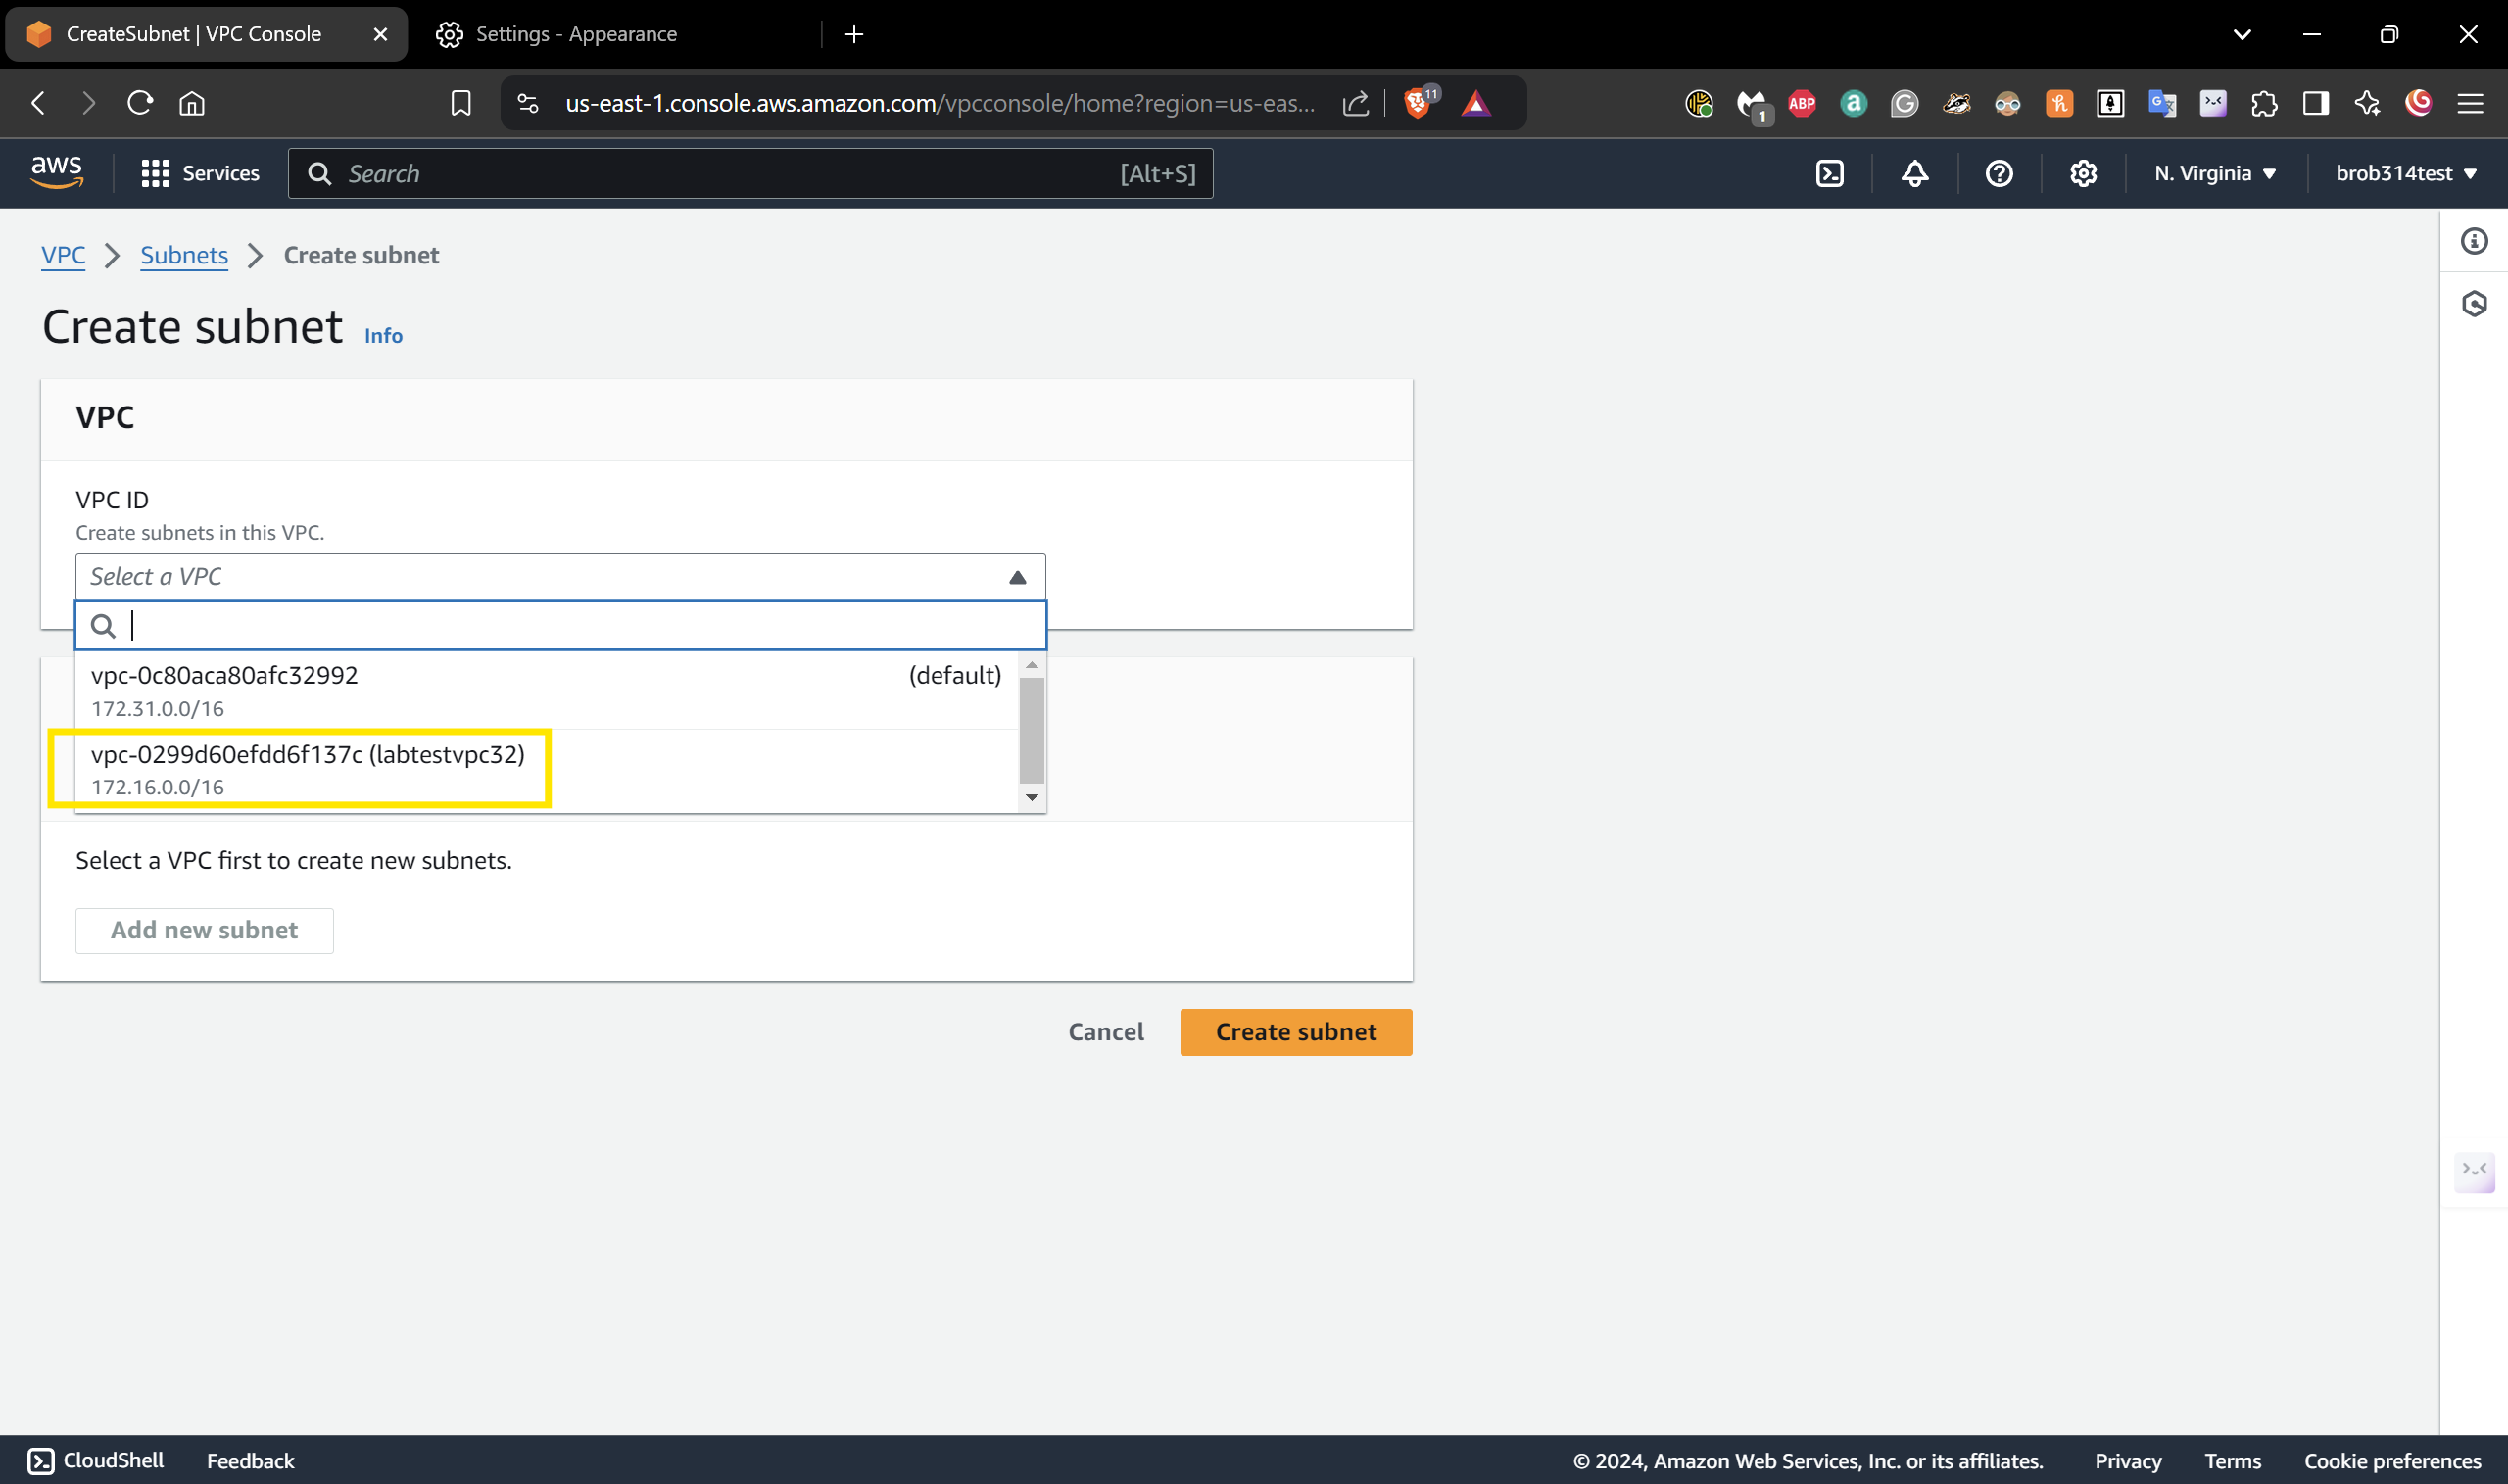 CreateSubnet | VPC Console
Settings - Appearance
us-east-1.console.aws.amazon.com/vpcconsole/home?region=us-eas...
11
1
ABP
aws
Services
Search
[Alt+S]
N. Virginia
brob314test
VPC
Subnets
Create subnet
Create subnet
Info
VPC
VPC ID
Create subnets in this VPC.
Select a VPC
vpc-0c80aca80afc32992 (default)
172.31.0.0/16
vpc-0299d60efdd6f137c (labtestvpc32)
172.16.0.0/16
Select a VPC first to create new subnets.
Add new subnet
Cancel
Create subnet
CloudShell
Feedback
© 2024, Amazon Web Services, Inc. or its affiliates.
Privacy
Terms
Cookie preferences